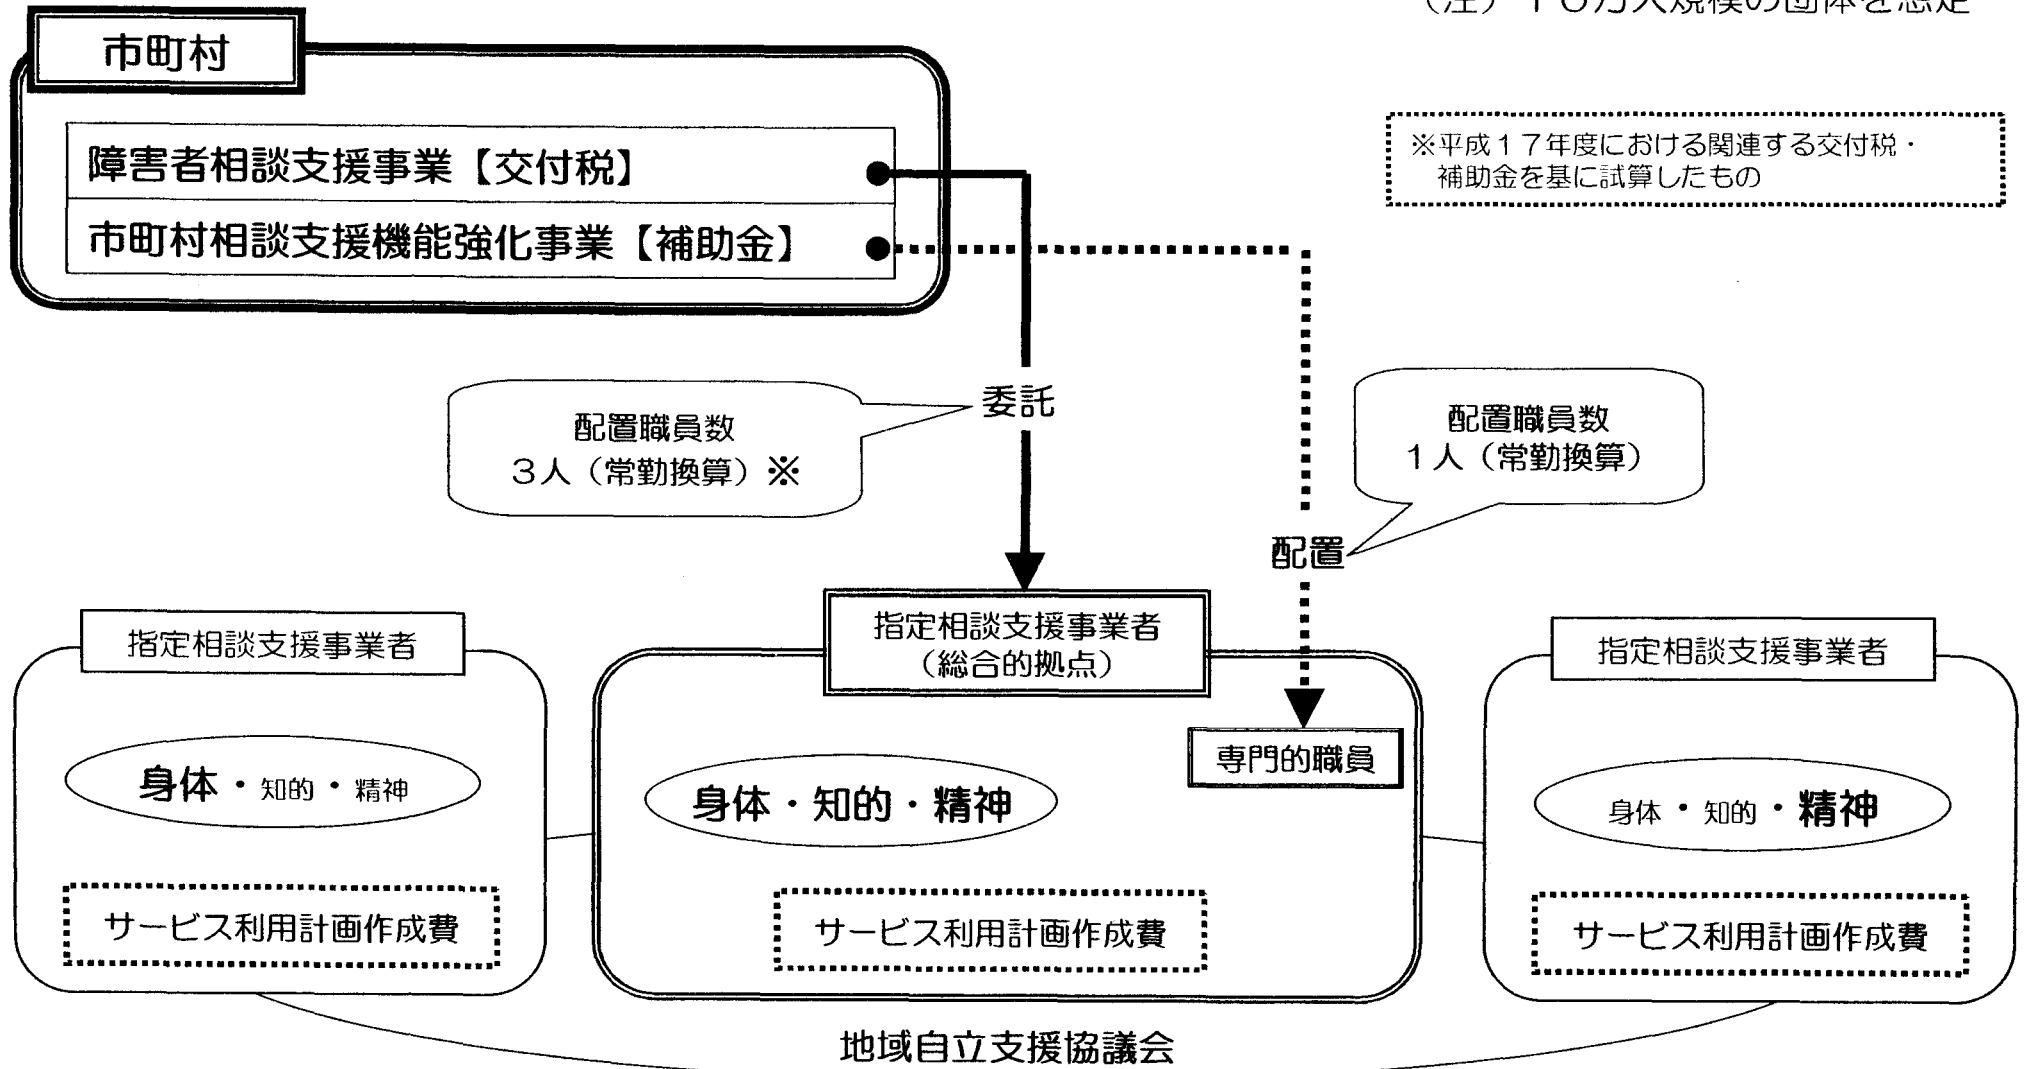 市町村
障害者相談支援事業【交付税】
市町村相談支援機能強化事業【補助金】
※平成１７年度における関連する交付税・
補助金を基に試算したもの
委託
配置職員数
３人（常勤換算）※
配置職員数
１人（常勤換算）
配置
指定相談支援事業者
指定相談支援事業者
（総合的拠点）
指定相談支援事業者
専門的職員
身体・知的・精神
身体・知的・精神
身体・知的・精神
サービス利用計画作成費
サービス利用計画作成費
サービス利用計画作成費
地域自立支援協議会